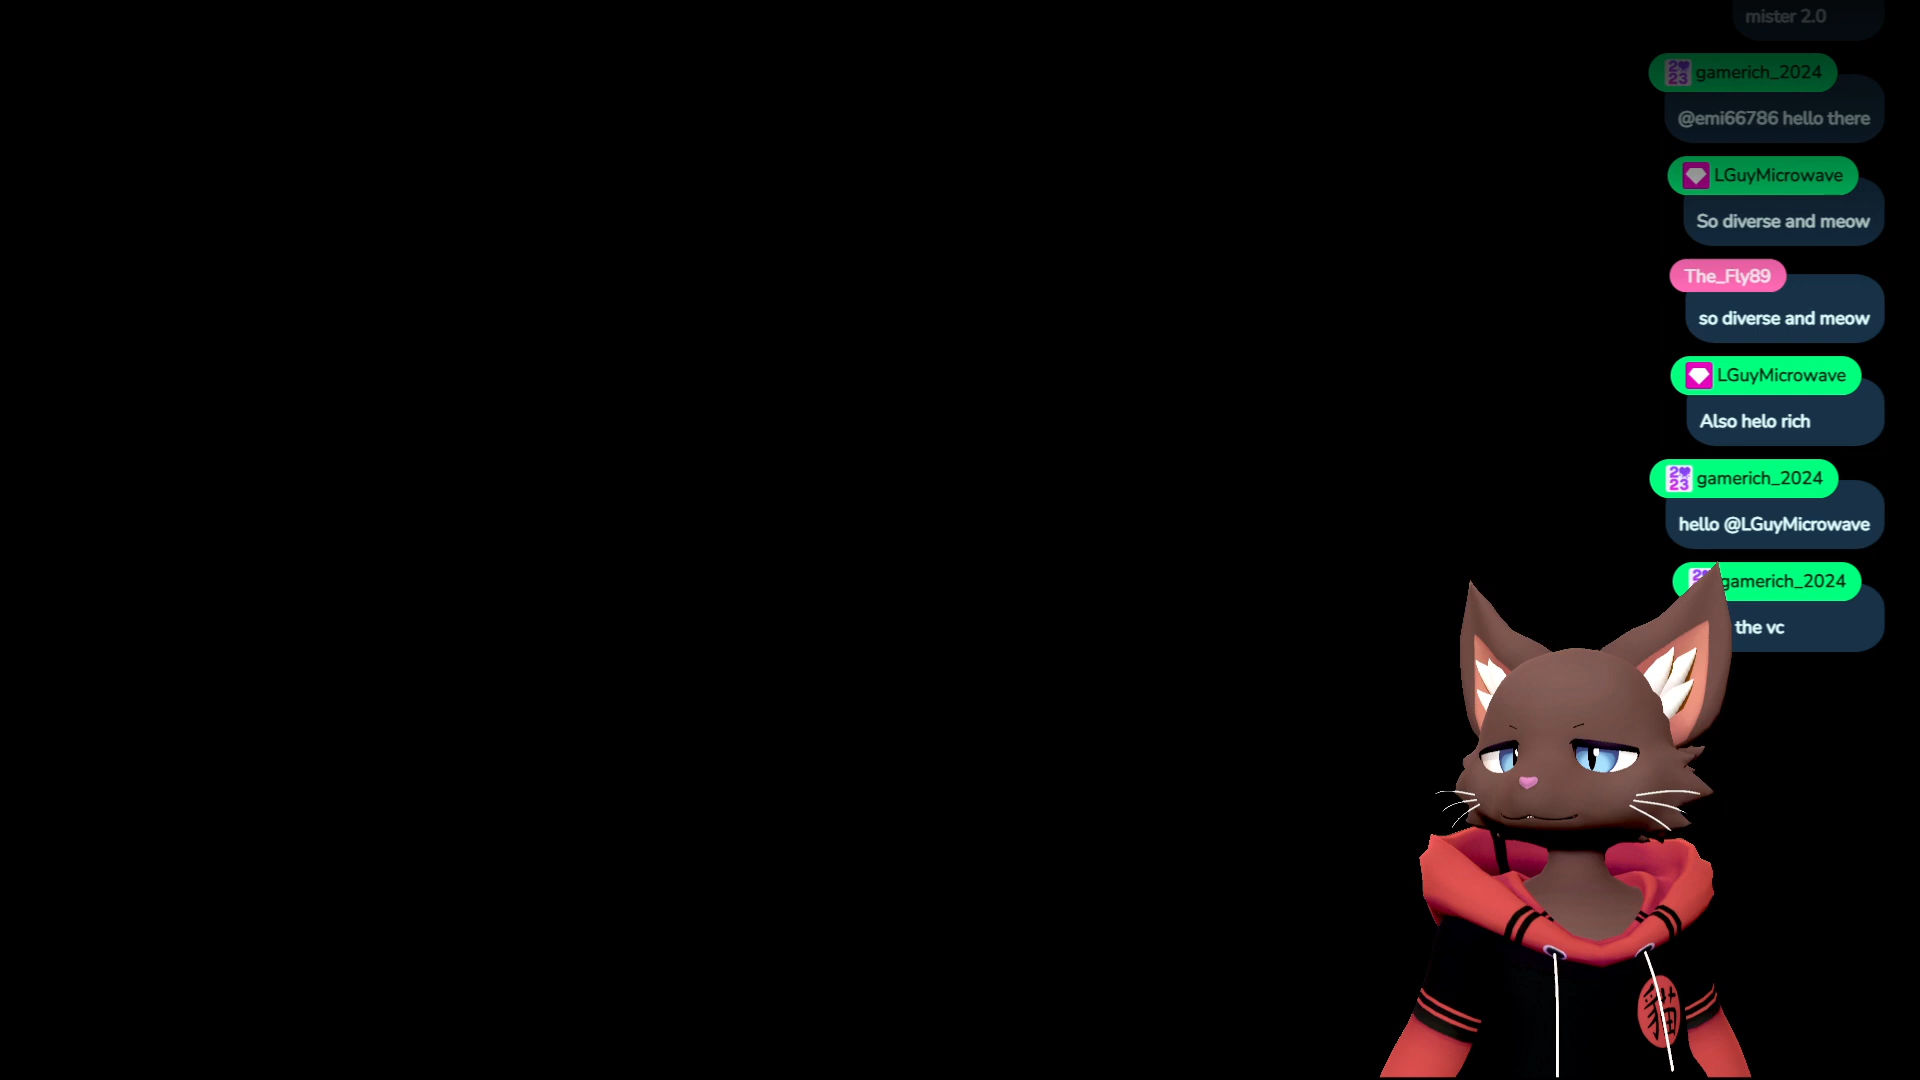 mister 2.0
gamerich_2024
@emi66786 hello there
LGuyMicrowave
So diverse and meow
The_Fly89
so diverse and meow
LGuyMicrowave
Also helo rich
gamerich_2024
hello @LGuyMicrowave
gamerich_2024
the vc